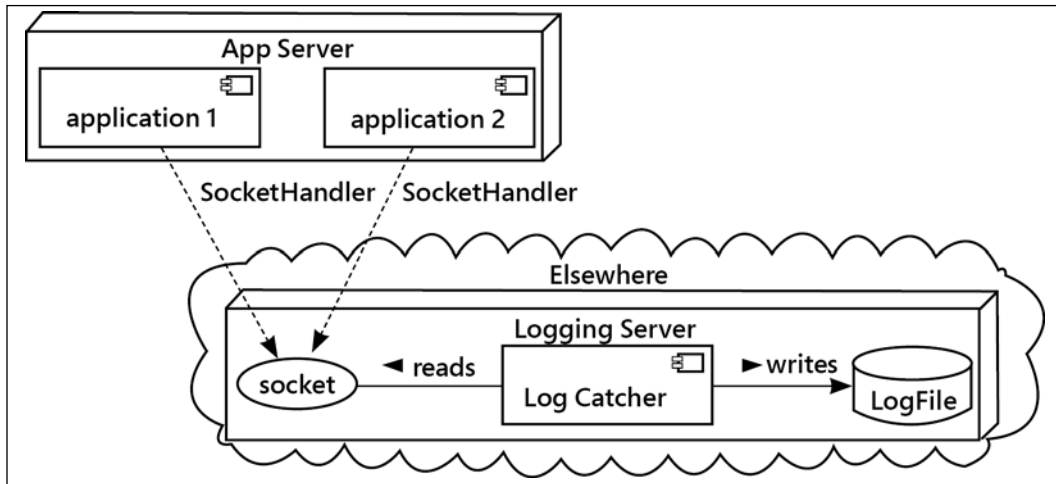 App Server
application 1
application 2
SocketHandler
SocketHandler
Elsewhere
Logging Server
socket
reads
Log Catcher
writes
LogFile